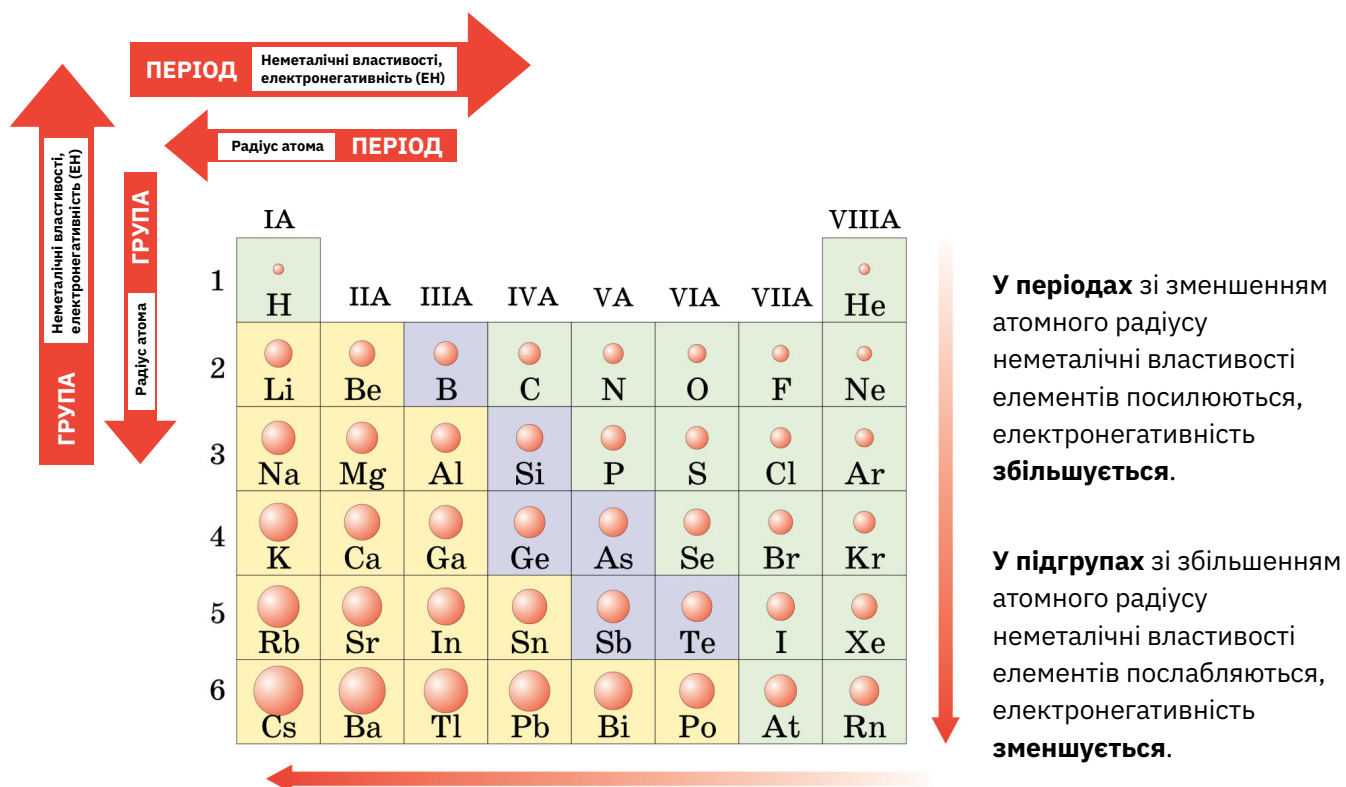 ПЕРІОД
Неметалічні властивості,
електронегативність (ЕН)
Радіус атома
ПЕРІОД
Неметалічні властивості,
електронегативність (ЕН)
ГРУПА
ГРУПА
Радіус атома
IA VIIIA
1 H IIA IIIA IVA VA VIA VIIA He
2 Li Be B C N O F Ne
3 Na Mg Al Si P S Cl Ar
4 K Ca Ga Ge As Se Br Kr
5 Rb Sr In Sn Sb Te I Xe
6 Cs Ba Tl Pb Bi Po At Rn
У періодах зі зменшенням
атомного радіусу
неметалічні властивості
елементів посилюються,
електронегативність
збільшується.
У підгрупах зі збільшенням
атомного радіусу
неметалічні властивості
елементів послабляються,
електронегативність
зменшується.